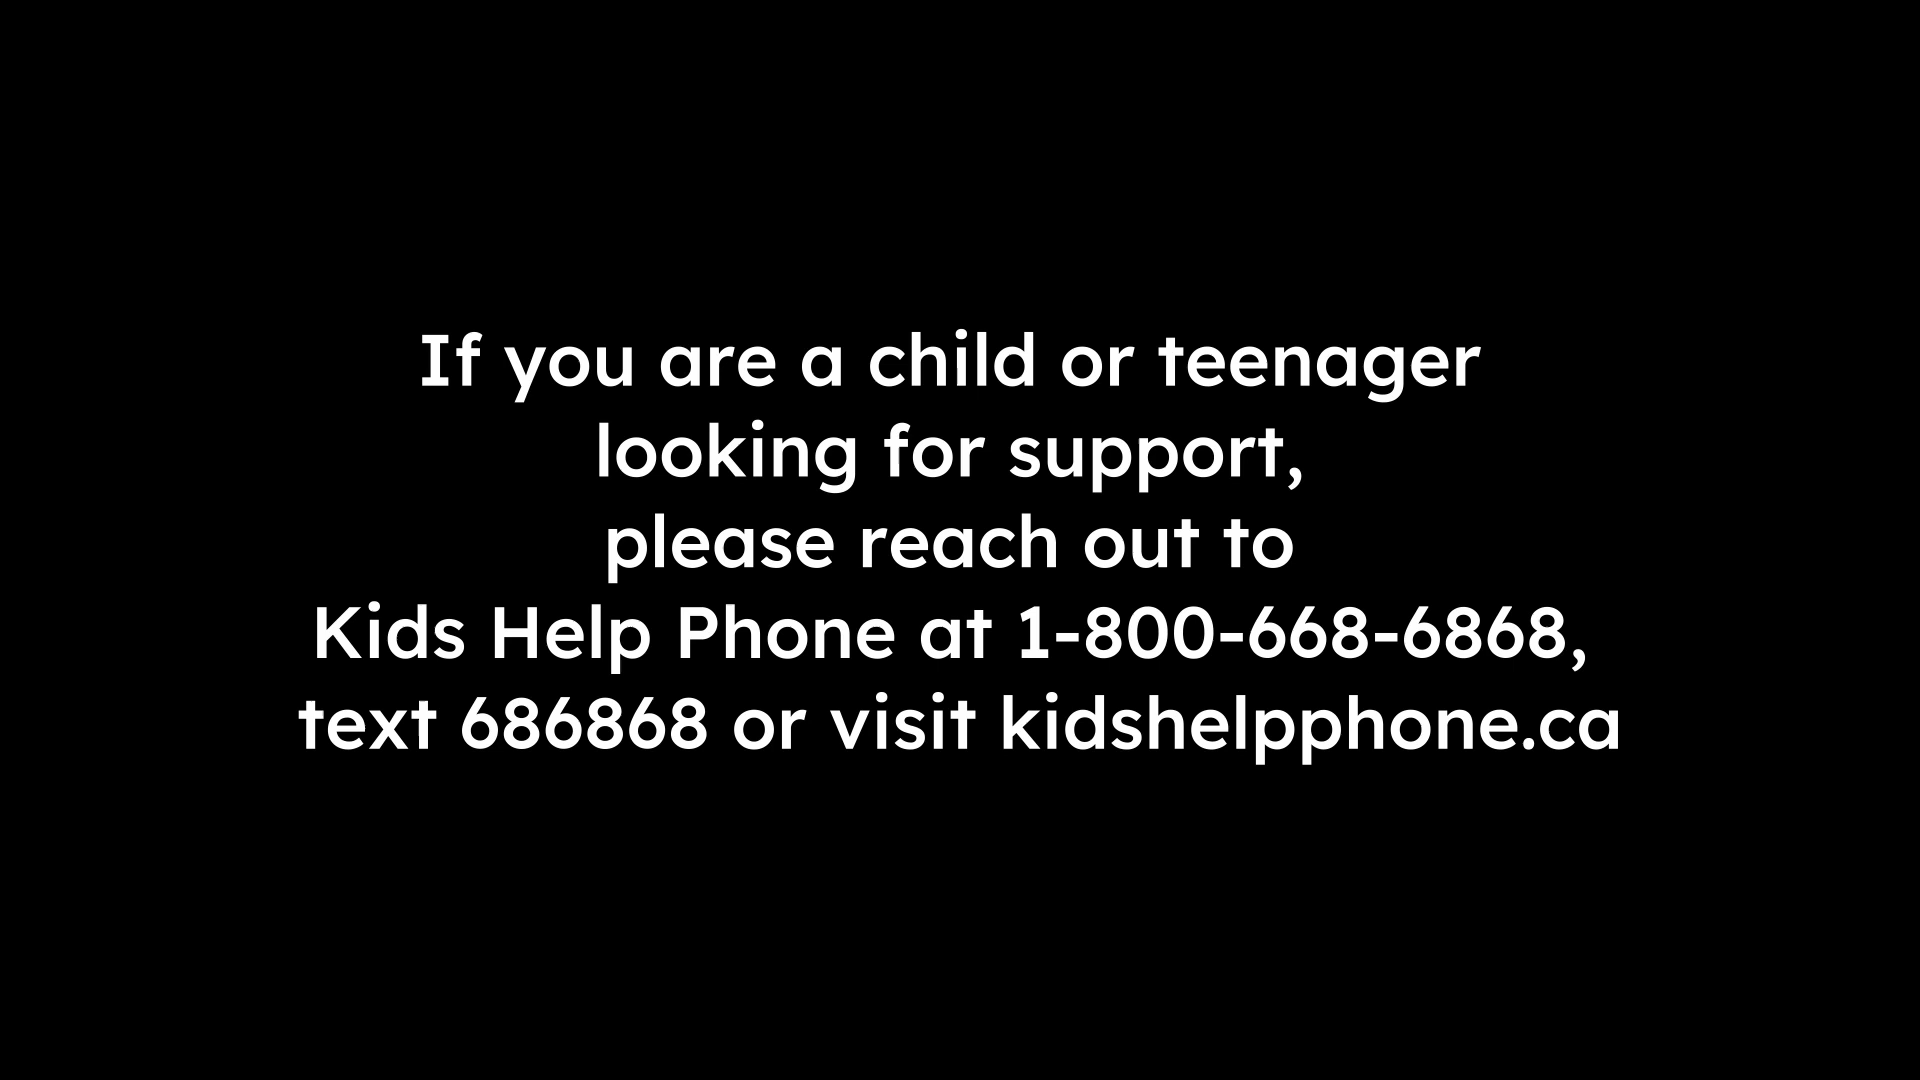 If you are a child or teenager
looking for support,
please reach out to
Kids Help Phone at 1-800-668-6868,
text 686868 or visit kidshelpphone.ca